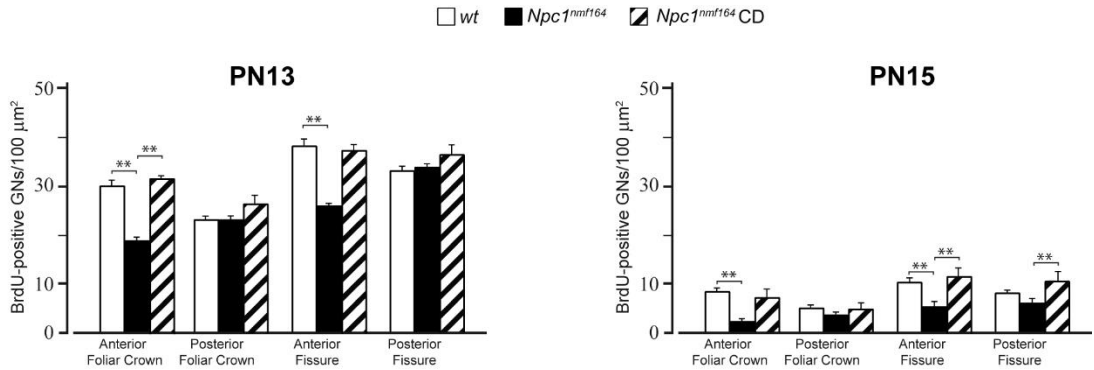 wt Npc1nmf164 Npc1nmf164 CD
PN13
BrdU-positive GNs/100 μm²
50
30
10
0
**
**
**
Anterior
Foliar Crown
Posterior
Foliar Crown
Anterior
Fissure
Posterior
Fissure
PN15
BrdU-positive GNs/100 μm²
50
30
10
0
**
**
**
**
Anterior
Foliar Crown
Posterior
Foliar Crown
Anterior
Fissure
Posterior
Fissure